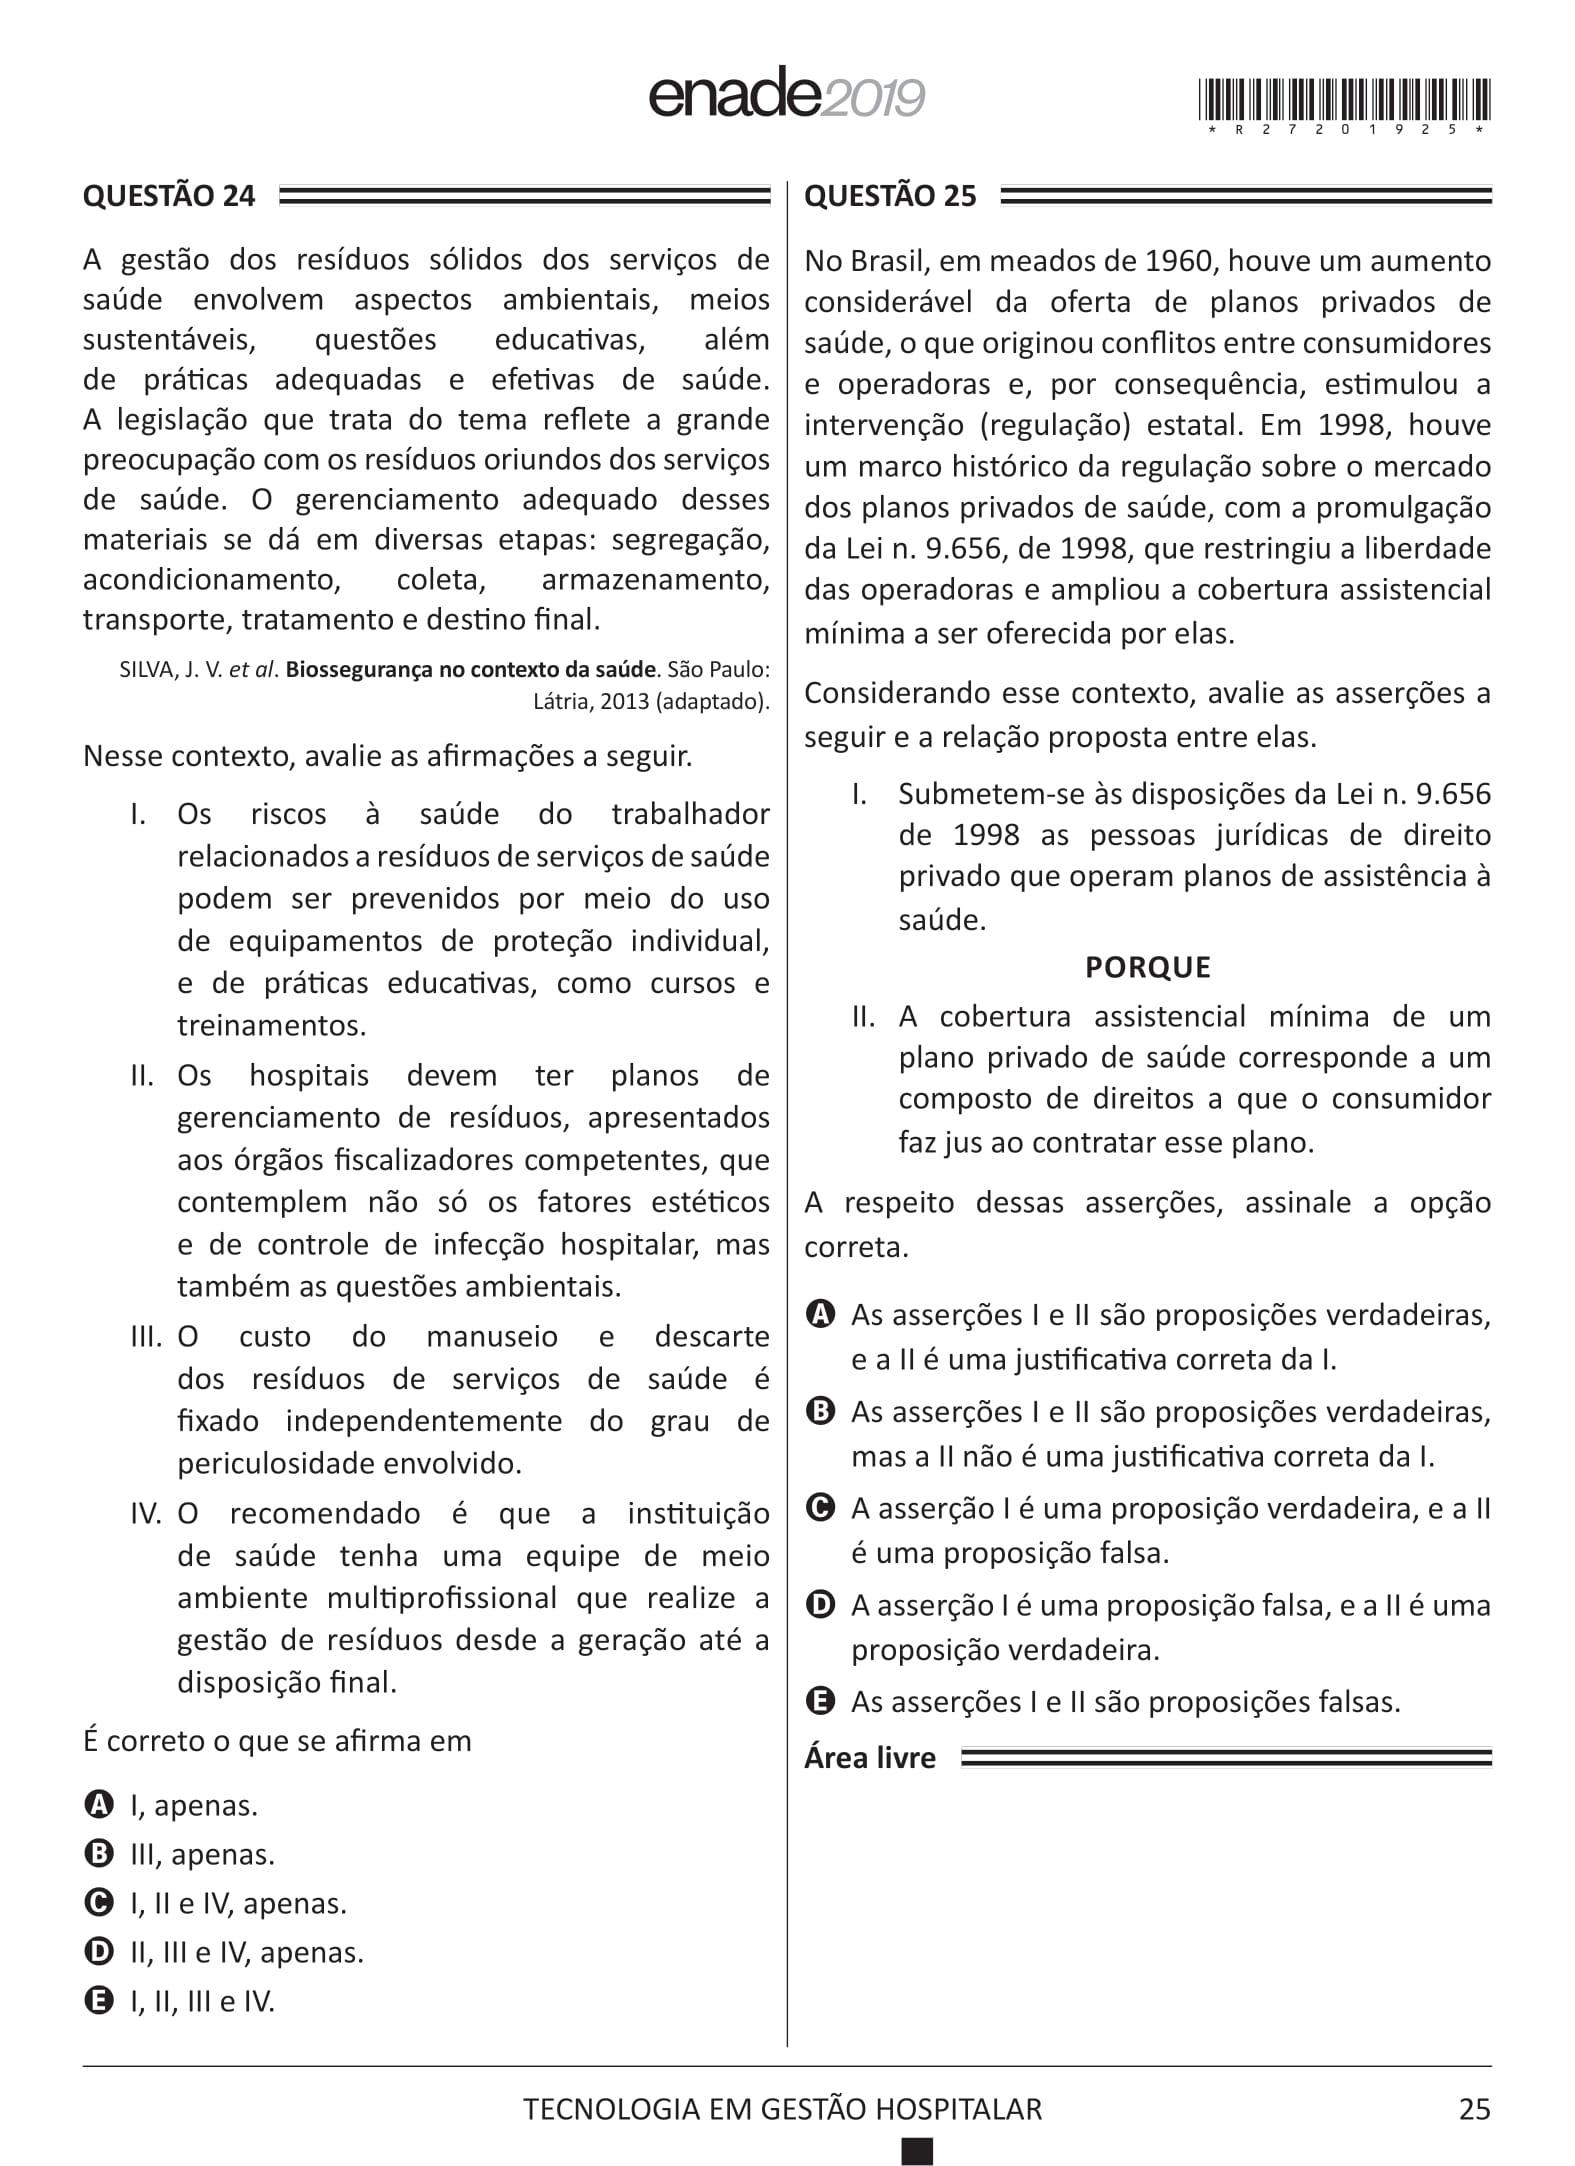 enade2019
*R27201925*
QUESTÃO 24
A gestão dos resíduos sólidos dos serviços de
saúde envolvem aspectos ambientais, meios
sustentáveis, questões educativas, além
de práticas adequadas e efetivas de saúde.
A legislação que trata do tema reflete a grande
preocupação com os resíduos oriundos dos serviços
de saúde. O gerenciamento adequado desses
materiais se dá em diversas etapas: segregação,
acondicionamento, coleta, armazenamento,
transporte, tratamento e destino final.
SILVA, J. V. et al. Biossegurança no contexto da saúde. São Paulo:
Látria, 2013 (adaptado).
Nesse contexto, avalie as afirmações a seguir.
I. Os riscos à saúde do trabalhador
relacionados a resíduos de serviços de saúde
podem ser prevenidos por meio do uso
de equipamentos de proteção individual,
e de práticas educativas, como cursos e
treinamentos.
II. Os hospitais devem ter planos de
gerenciamento de resíduos, apresentados
aos órgãos fiscalizadores competentes, que
contemplem não só os fatores estéticos
e de controle de infecção hospitalar, mas
também as questões ambientais.
III. O custo do manuseio e descarte
dos resíduos de serviços de saúde é
fixado independentemente do grau de
periculosidade envolvido.
IV. O recomendado é que a instituição
de saúde tenha uma equipe de meio
ambiente multiprofissional que realize a
gestão de resíduos desde a geração até a
disposição final.
É correto o que se afirma em
A I, apenas.
B III, apenas.
C I, II e IV, apenas.
D II, III e IV, apenas.
E I, II, III e IV.
QUESTÃO 25
No Brasil, em meados de 1960, houve um aumento
considerável da oferta de planos privados de
saúde, o que originou conflitos entre consumidores
e operadoras e, por consequência, estimulou a
intervenção (regulação) estatal. Em 1998, houve
um marco histórico da regulação sobre o mercado
dos planos privados de saúde, com a promulgação
da Lei n. 9.656, de 1998, que restringiu a liberdade
das operadoras e ampliou a cobertura assistencial
mínima a ser oferecida por elas.
Considerando esse contexto, avalie as asserções a
seguir e a relação proposta entre elas.
I. Submetem-se às disposições da Lei n. 9.656
de 1998 as pessoas jurídicas de direito
privado que operam planos de assistência à
saúde.
PORQUE
II. A cobertura assistencial mínima de um
plano privado de saúde corresponde a um
composto de direitos a que o consumidor
faz jus ao contratar esse plano.
A respeito dessas asserções, assinale a opção
correta.
A As asserções I e II são proposições verdadeiras,
e a II é uma justificativa correta da I.
B As asserções I e II são proposições verdadeiras,
mas a II não é uma justificativa correta da I.
C A asserção I é uma proposição verdadeira, e a II
é uma proposição falsa.
D A asserção I é uma proposição falsa, e a II é uma
proposição verdadeira.
E As asserções I e II são proposições falsas.
Área livre
TECNOLOGIA EM GESTÃO HOSPITALAR
25